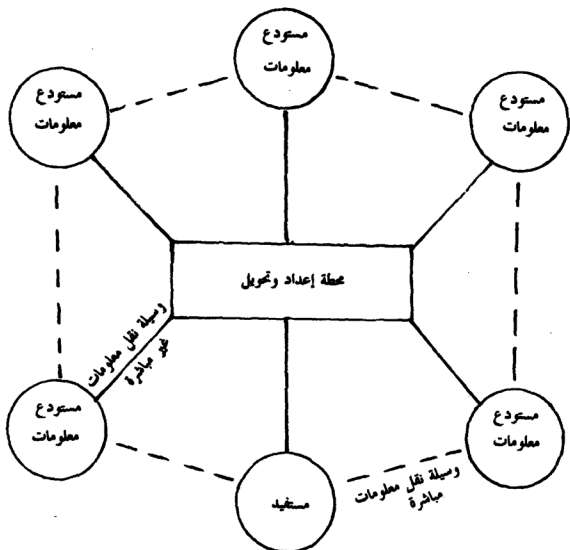 مستودع
معلومات
مستودع
معلومات
مستودع
معلومات
محطة إعداد وتحويل
وسيلة نقل معلومات
غير مباشرة
مستودع
معلومات
مستودع
معلومات
مستفيد
وسيلة نقل معلومات
مباشرة